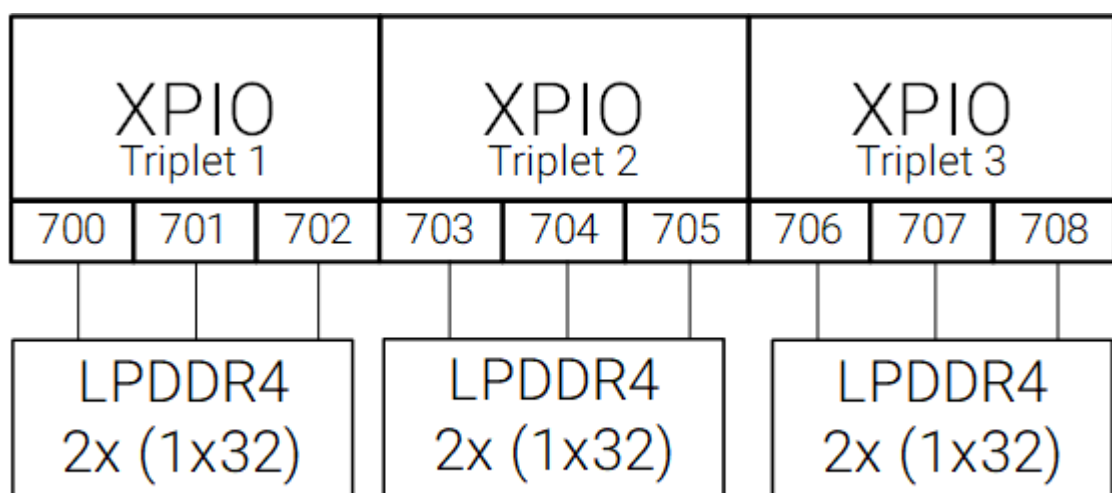 XPIO
Triplet 1
XPIO
Triplet 2
XPIO
Triplet 3
700 701 702 703 704 705 706 707 708
LPDDR4
2x (1x32)
LPDDR4
2x (1x32)
LPDDR4
2x (1x32)